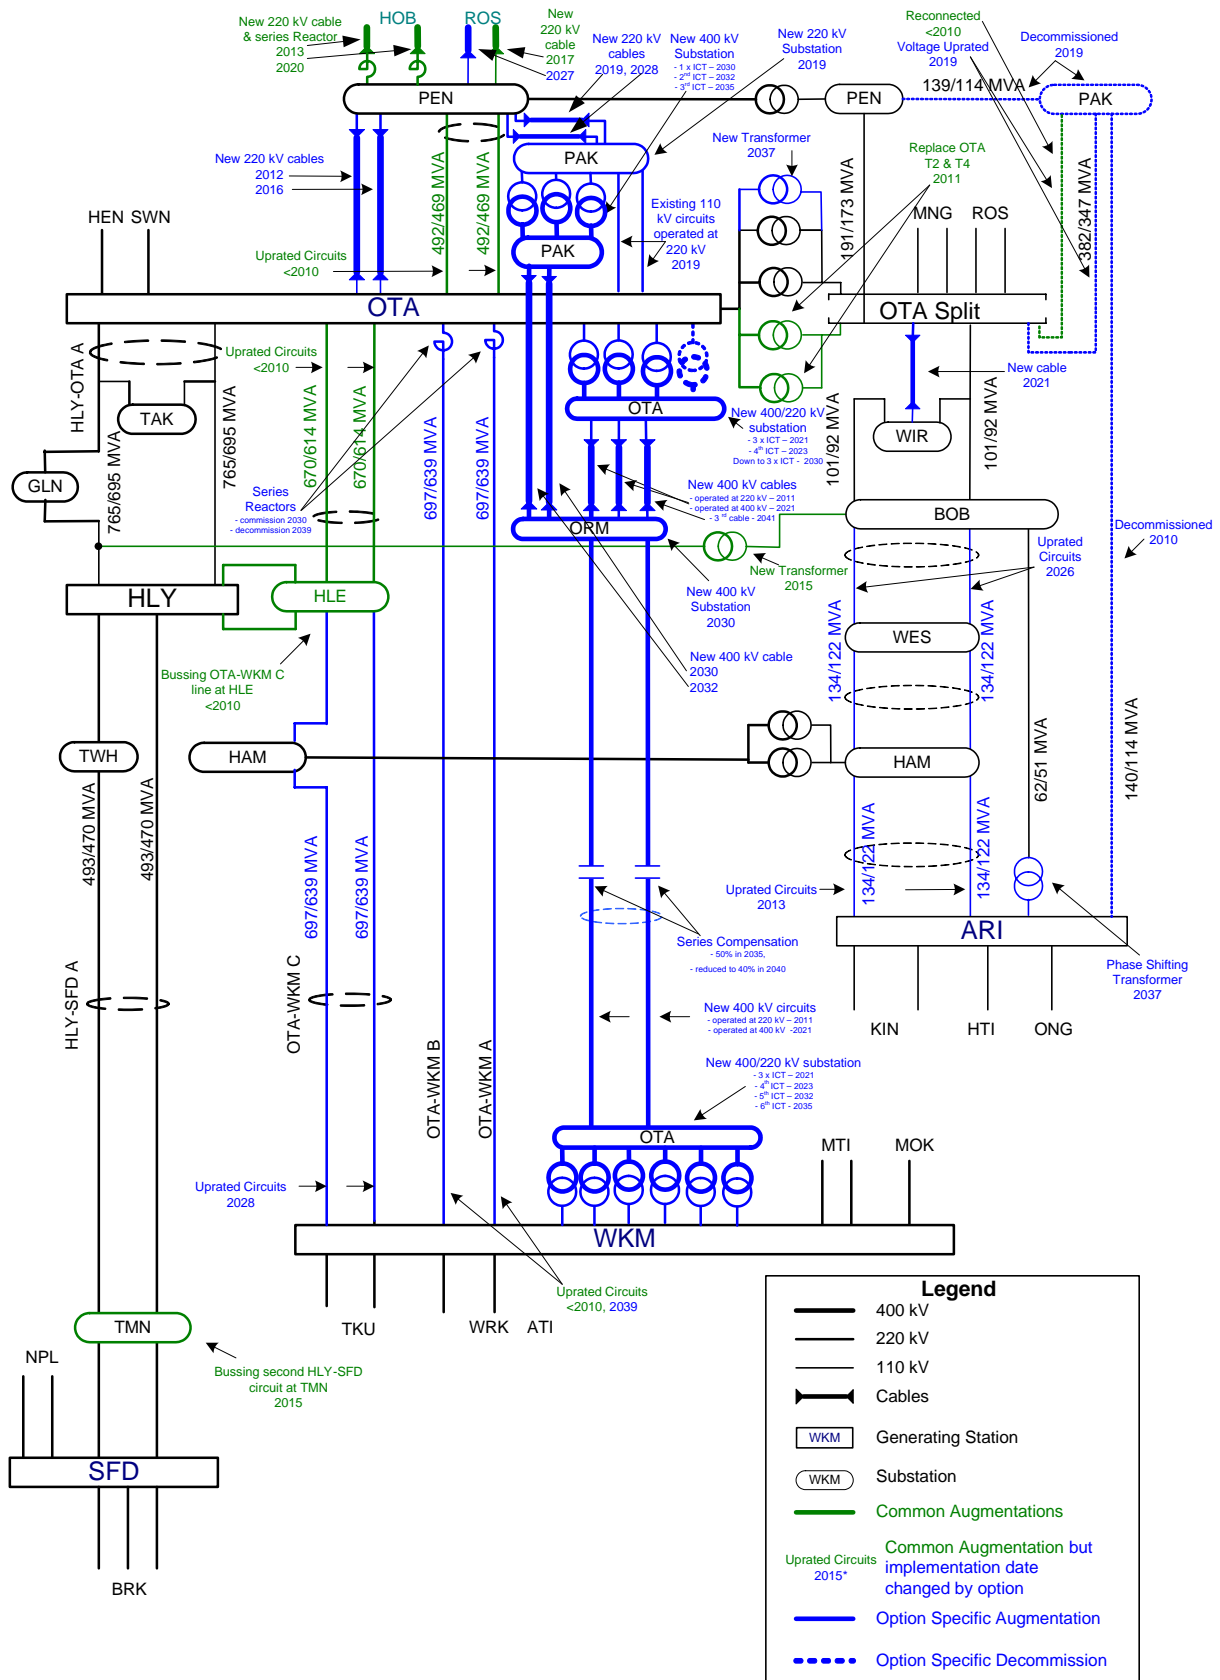 New 220 kV cable
& series Reactor
2013
2020
HOB
ROS
New
220 kV
cable
2017
2027
New 220 kV
cables
2019, 2028
New 400 kV
Substation
- 1 x ICT – 2030
- 2nd ICT – 2032
- 3rd ICT – 2035
New 220 kV
Substation
2019
Reconnected
<2010
Voltage Uprated
2019
Decommissioned
2019
139/114 MVA
PEN
PEN
PAK
New 220 kV cables
2012
2016
PAK
New Transformer
2037
Replace OTA
T2 & T4
2011
492/469 MVA
492/469 MVA
191/173 MVA
382/347 MVA
HEN SWN
Existing 110
kV circuits
operated at
220 kV
2019
MNG
ROS
Uprated Circuits
<2010
PAK
OTA
OTA Split
HLY-OTA A
Uprated Circuits
<2010
TAK
765/695 MVA
765/695 MVA
670/614 MVA
670/614 MVA
697/639 MVA
697/639 MVA
OTA
New 400/220 kV
substation
- 3 x ICT – 2021
- 4th ICT – 2023
Down to 3 x ICT - 2030
New cable
2021
101/92 MVA
101/92 MVA
WIR
GLN
Series
Reactors
- commission 2030
- decommission 2039
New 400 kV cables
- operated at 220 kV – 2011
- operated at 400 kV – 2021
- 3 rd cable - 2041
ORM
BOB
Decommissioned
2010
Uprated
Circuits
2026
New Transformer
2015
HLY
HLE
New 400 kV
Substation
2030
WES
134/122 MVA
134/122 MVA
Bussing OTA-WKM C
line at HLE
<2010
New 400 kV cable
2030
2032
TWH
HAM
HAM
62/51 MVA
140/114 MVA
493/470 MVA
493/470 MVA
697/639 MVA
697/639 MVA
134/122 MVA
134/122 MVA
Uprated Circuits
2013
ARI
Series Compensation
- 50% in 2035,
- reduced to 40% in 2040
Phase Shifting
Transformer
2037
HLY-SFD A
OTA-WKM C
OTA-WKM B
OTA-WKM A
New 400 kV circuits
- operated at 220 kV – 2011
- operated at 400 kV -2021
KIN
HTI
ONG
New 400/220 kV substation
- 3 x ICT – 2021
- 4th ICT – 2023
- 5th ICT – 2032
- 6th ICT - 2035
OTA
MTI
MOK
Uprated Circuits
2028
WKM
Uprated Circuits
<2010, 2039
TKU
WRK
ATI
TMN
NPL
Bussing second HLY-SFD
circuit at TMN
2015
SFD
BRK
Legend
400 kV
220 kV
110 kV
Cables
WKM
Generating Station
WKM
Substation
Common Augmentations
Uprated Circuits
2015*
Common Augmentation but
implementation date
changed by option
Option Specific Augmentation
Option Specific Decommission